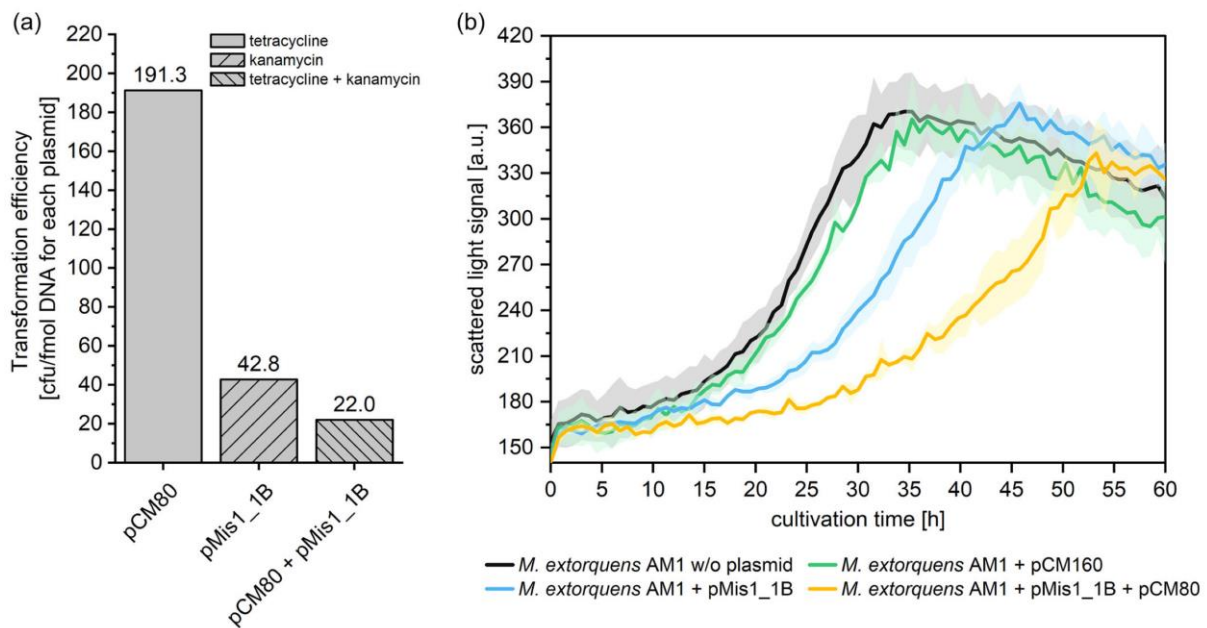 (a)
Transformation efficiency
[cfu/fmol DNA for each plasmid]
220
200
180
160
140
120
100
80
60
40
20
0
191.3
42.8
22.0
tetracycline
kanamycin
tetracycline + kanamycin
pCM80
pMis1_1B
pCM80 + pMis1_1B
(b)
scattered light signal [a.u.]
420
390
360
330
300
270
240
210
180
150
0 5 10 15 20 25 30 35 40 45 50 55 60
cultivation time [h]
M. extorquens AM1 w/o plasmid
M. extorquens AM1 + pCM160
M. extorquens AM1 + pMis1_1B
M. extorquens AM1 + pMis1_1B + pCM80